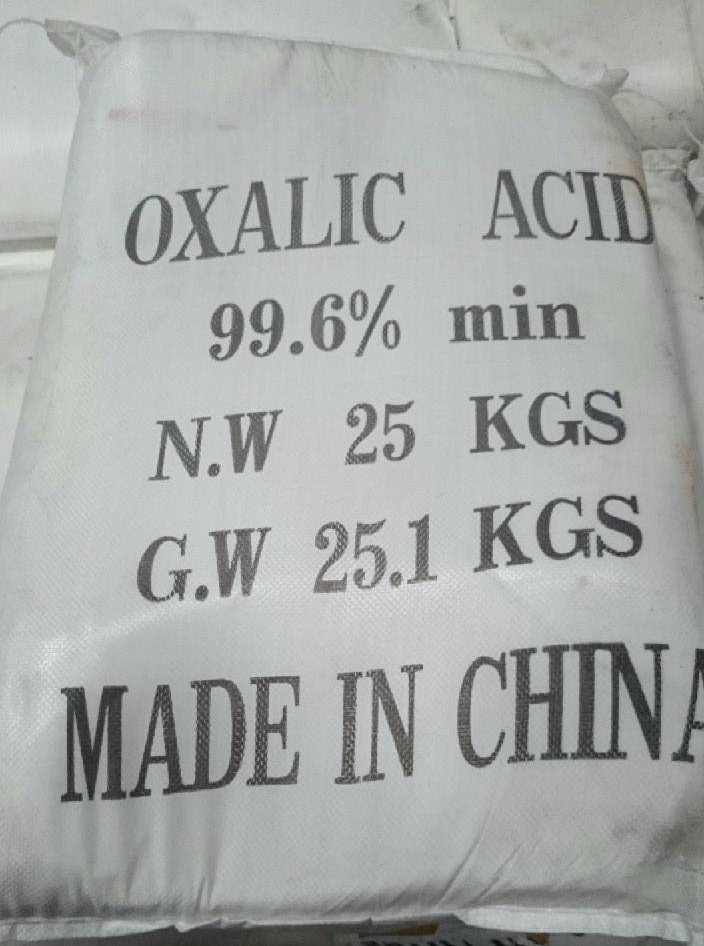 OXALIC ACID
99.6% min
N.W 25 KGS
G.W 25.1 KGS
MADE IN CHINA